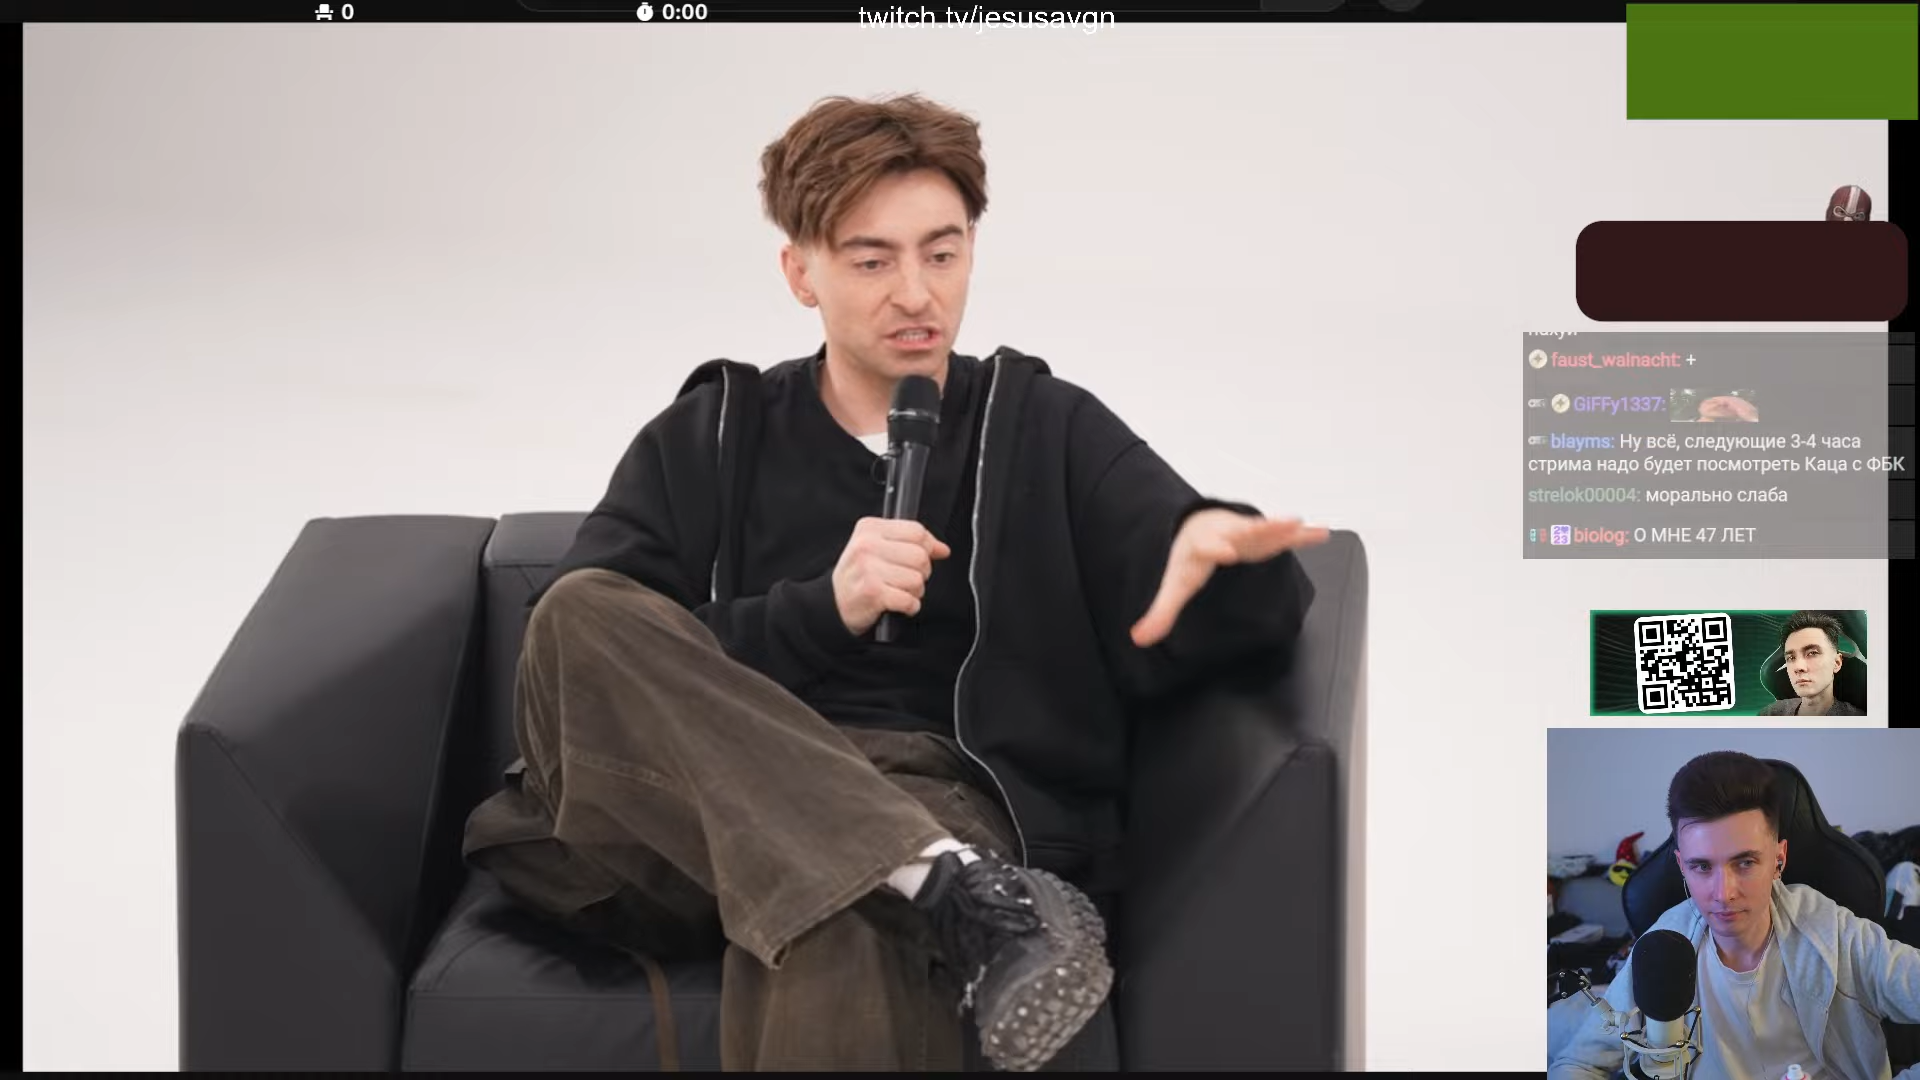 0
0:00
twitch.tv/jesusavgn
faust_walnacht: +
GiFFy1337:
blayms: Ну всё, следующие 3-4 часа
стрима надо будет посмотреть Каца с ФБК
strelok00004: морально слаба
biolog: О МНЕ 47 ЛЕТ